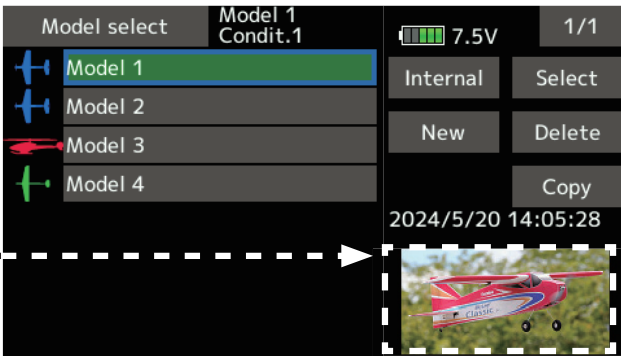 Model select
Model 1
Condit.1
7.5V
1/1
Model 1
Model 2
Model 3
Model 4
Internal
Select
New
Delete
Copy
2024/5/20 14:05:28
Classic